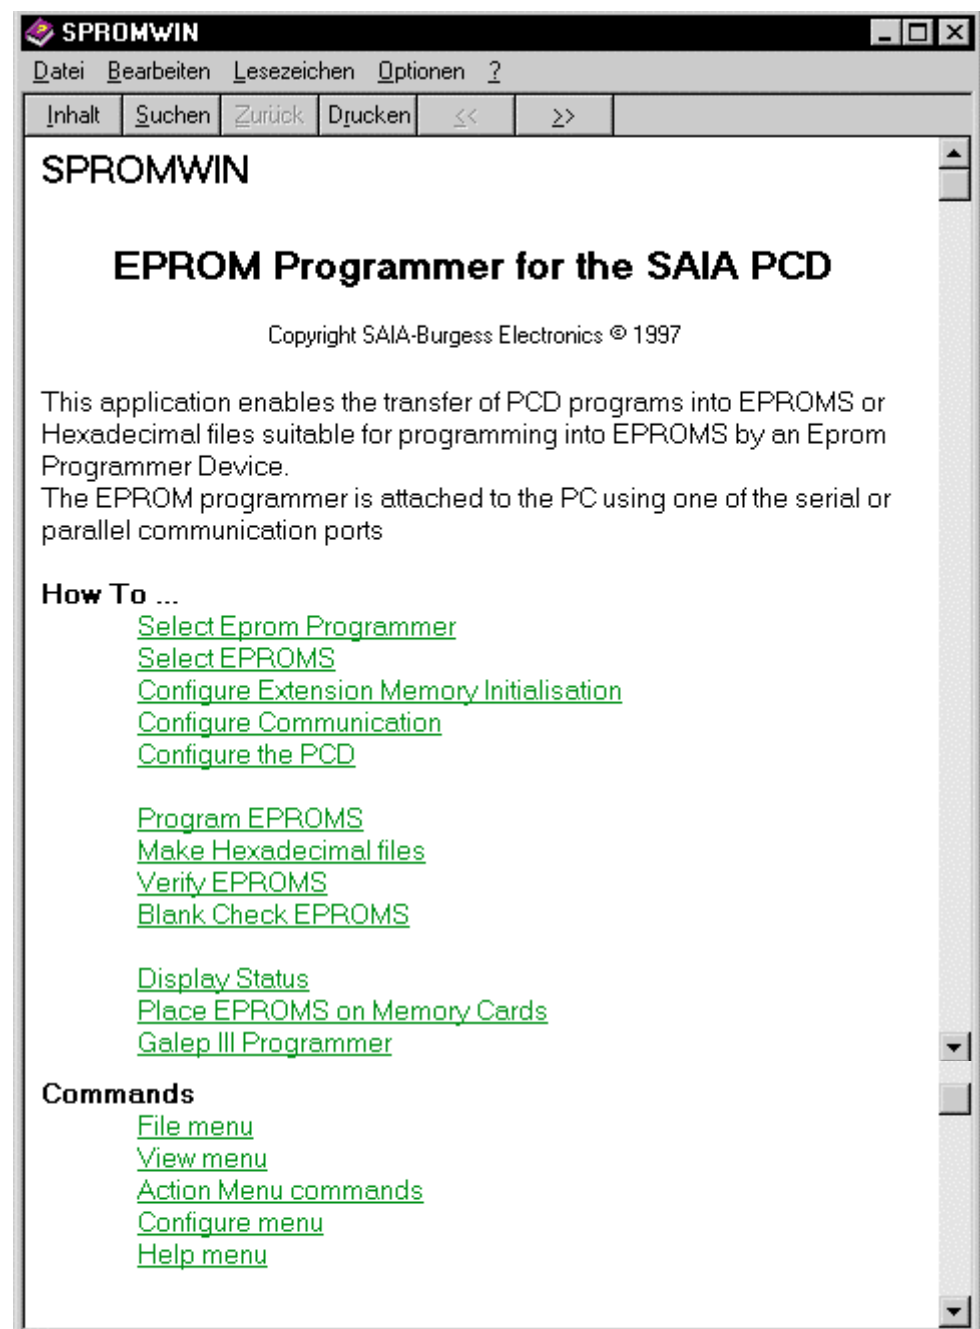 SPROMWIN
Datei Bearbeiten Lesezeichen Optionen ?
Inhalt Suchen Zurück Drucken << >>
SPROMWIN
EPROM Programmer for the SAIA PCD
Copyright SAIA-Burgess Electronics © 1997
This application enables the transfer of PCD programs into EPROMS or
Hexadecimal files suitable for programming into EPROMS by an Eprom
Programmer Device.
The EPROM programmer is attached to the PC using one of the serial or
parallel communication ports
How To ...
Select Eprom Programmer
Select EPROMS
Configure Extension Memory Initialisation
Configure Communication
Configure the PCD
Program EPROMS
Make Hexadecimal files
Verify EPROMS
Blank Check EPROMS
Display Status
Place EPROMS on Memory Cards
Galep III Programmer
Commands
File menu
View menu
Action Menu commands
Configure menu
Help menu